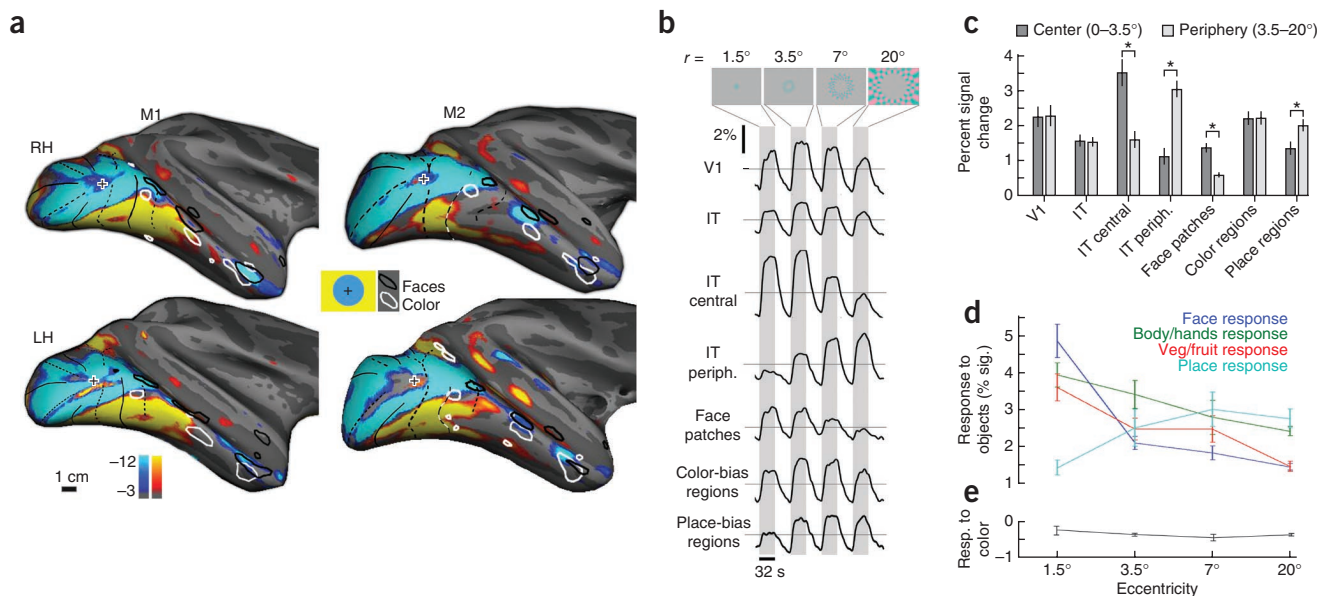 a
M1
M2
RH
LH
Faces
Color
–12
–3
1 cm
b
r = 1.5° 3.5° 7° 20°
2%
V1
IT
IT
central
IT
periph.
Face
patches
Color-bias
regions
Place-bias
regions
32 s
c
Center (0–3.5°) Periphery (3.5–20°)
Percent signal
change
4
3
2
1
0
* * * *
V1
IT
IT central
IT periph.
Face patches
Color regions
Place regions
d
Face response
Body/hands response
Veg/fruit response
Place response
Response to
objects (% sig.)
5
4
3
2
1
e
Resp. to
color
0
–1
1.5° 3.5° 7° 20°
Eccentricity